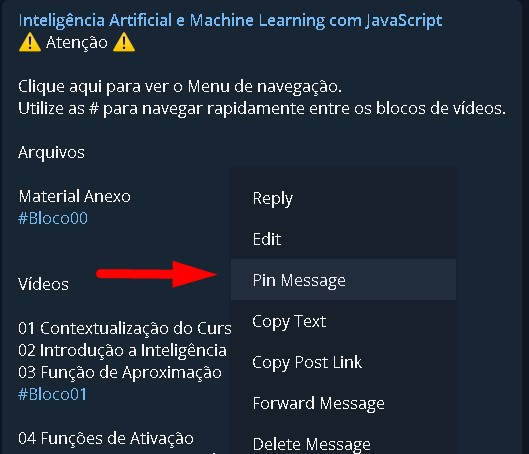 Inteligência Artificial e Machine Learning com JavaScript
⚠ Atenção ⚠
Clique aqui para ver o Menu de navegação.
Utilize as # para navegar rapidamente entre os blocos de vídeos.
Arquivos
Material Anexo
#Bloco00
Vídeos
01 Contextualização do Curs
02 Introdução a Inteligência
03 Função de Aproximação
#Bloco01
04 Funções de Ativação
Reply
Edit
Pin Message
Copy Text
Copy Post Link
Forward Message
Delete Message